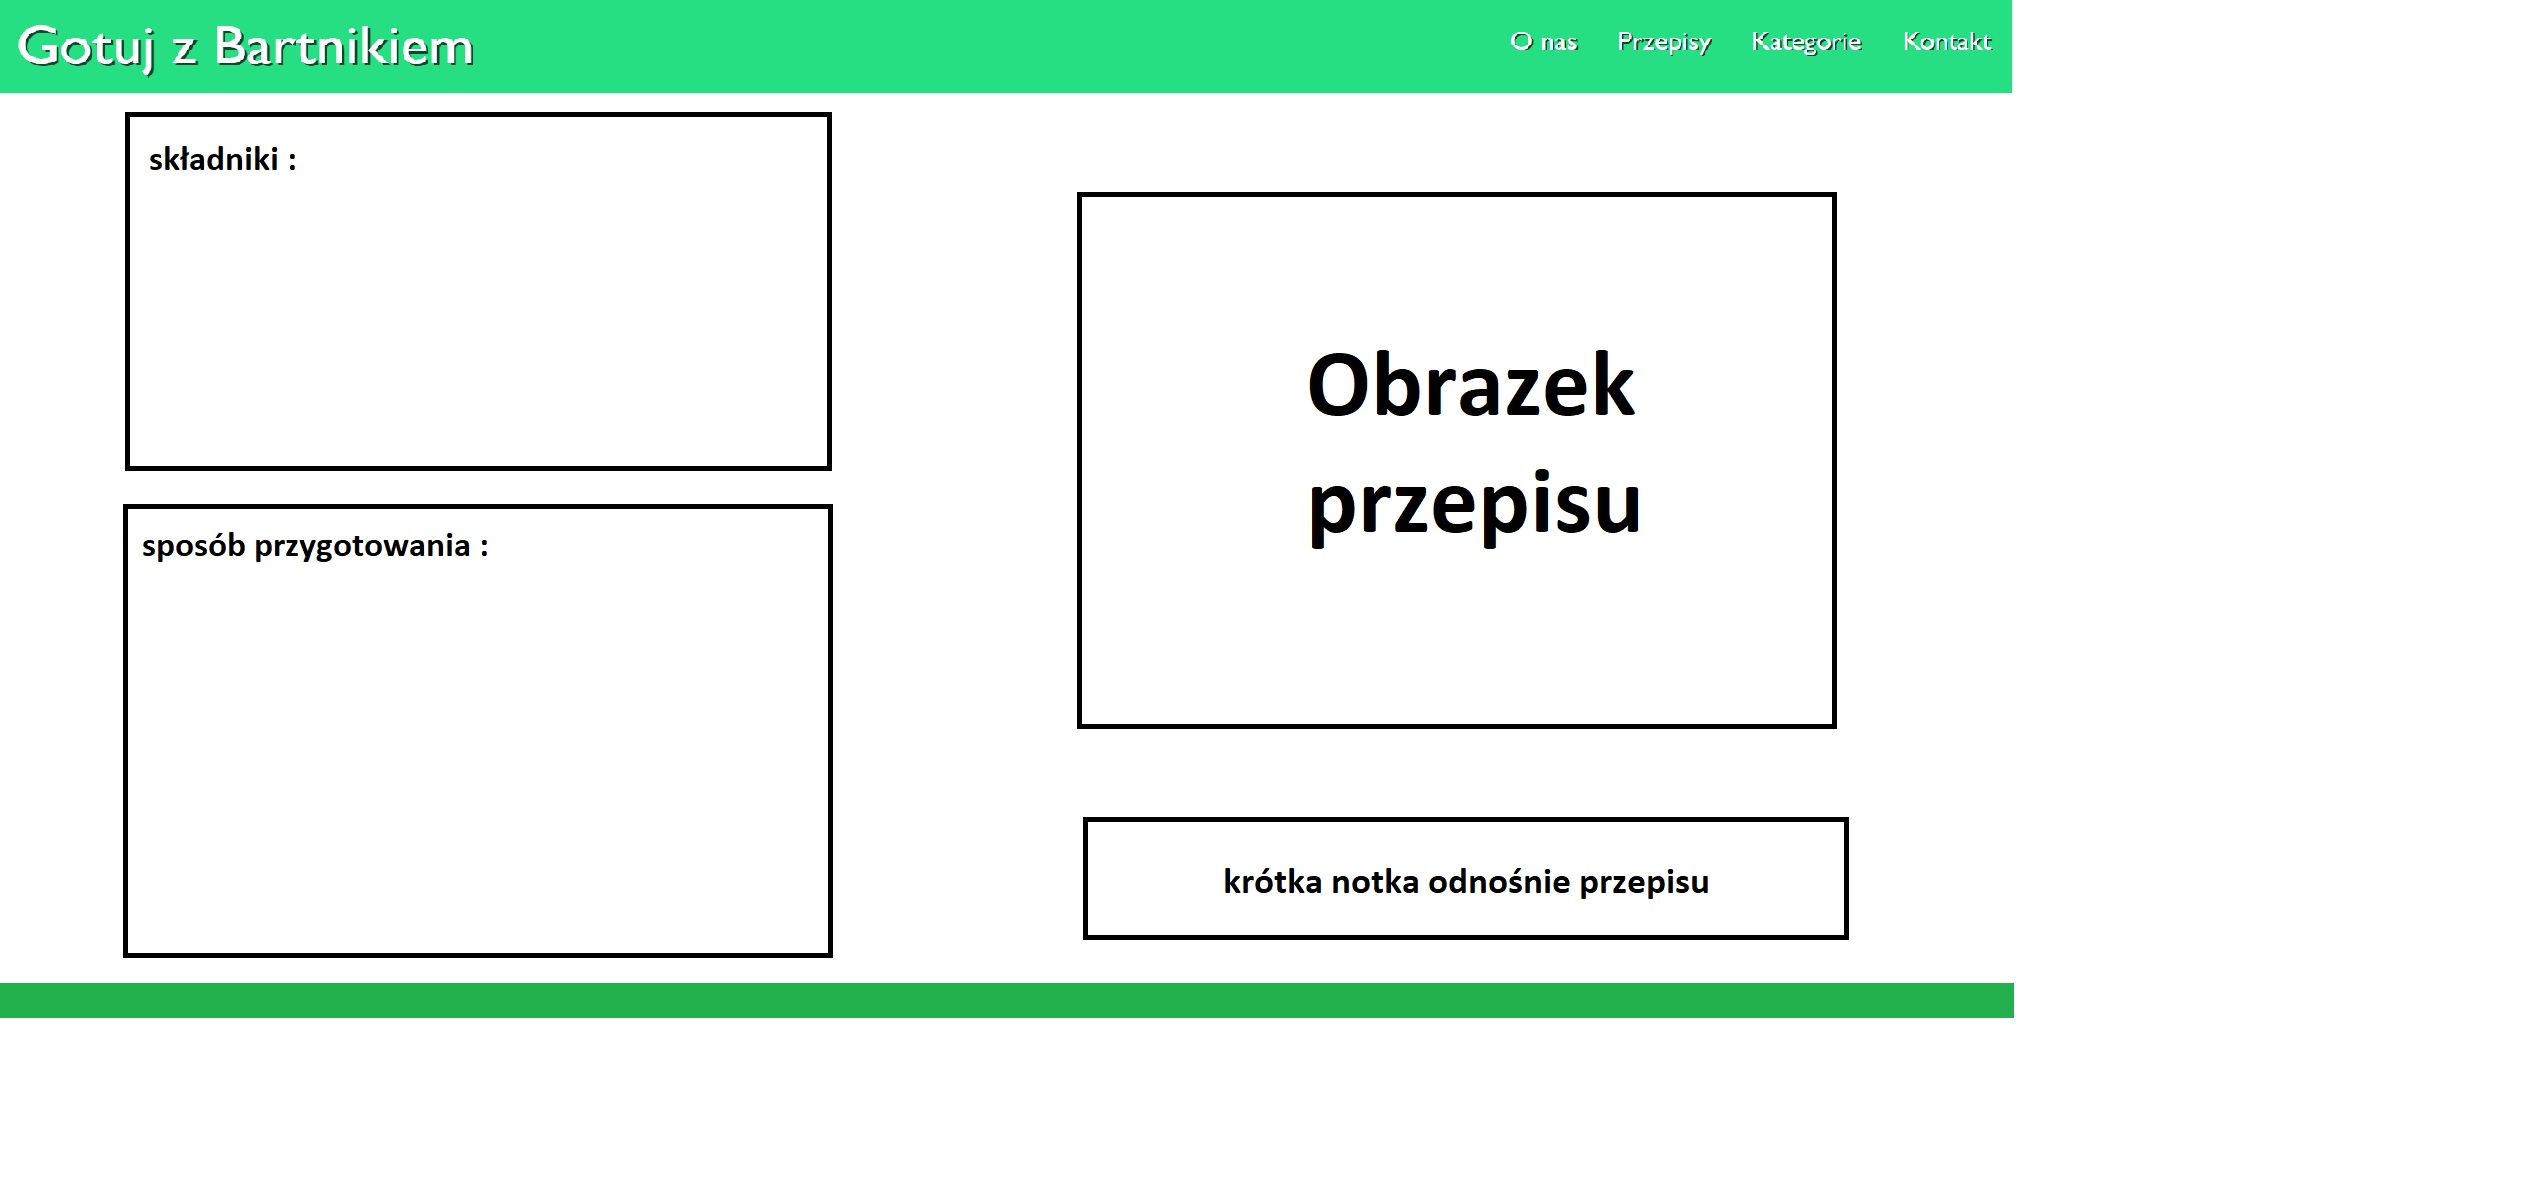 Gotuj z Bartnikiem
O nas Przepisy Kategorie Kontakt
składniki :
sposób przygotowania :
Obrazek
przepisu
krótka notka odnośnie przepisu